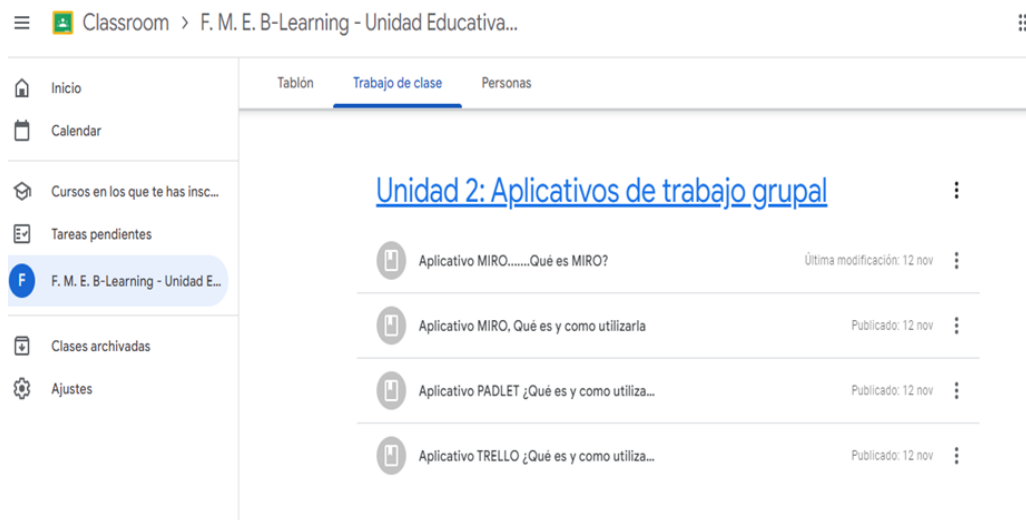 Classroom > F. M. E. B-Learning - Unidad Educativa...
Inicio
Calendar
Cursos en los que te has insc...
Tareas pendientes
F F. M. E. B-Learning - Unidad E...
Clases archivadas
Ajustes
Tablón Trabajo de clase Personas
Unidad 2: Aplicativos de trabajo grupal
Aplicativo MIRO.......Qué es MIRO? Última modificación: 12 nov
Aplicativo MIRO, Qué es y como utilizarla Publicado: 12 nov
Aplicativo PADLET ¿Qué es y como utiliza... Publicado: 12 nov
Aplicativo TRELLO ¿Qué es y como utiliza... Publicado: 12 nov